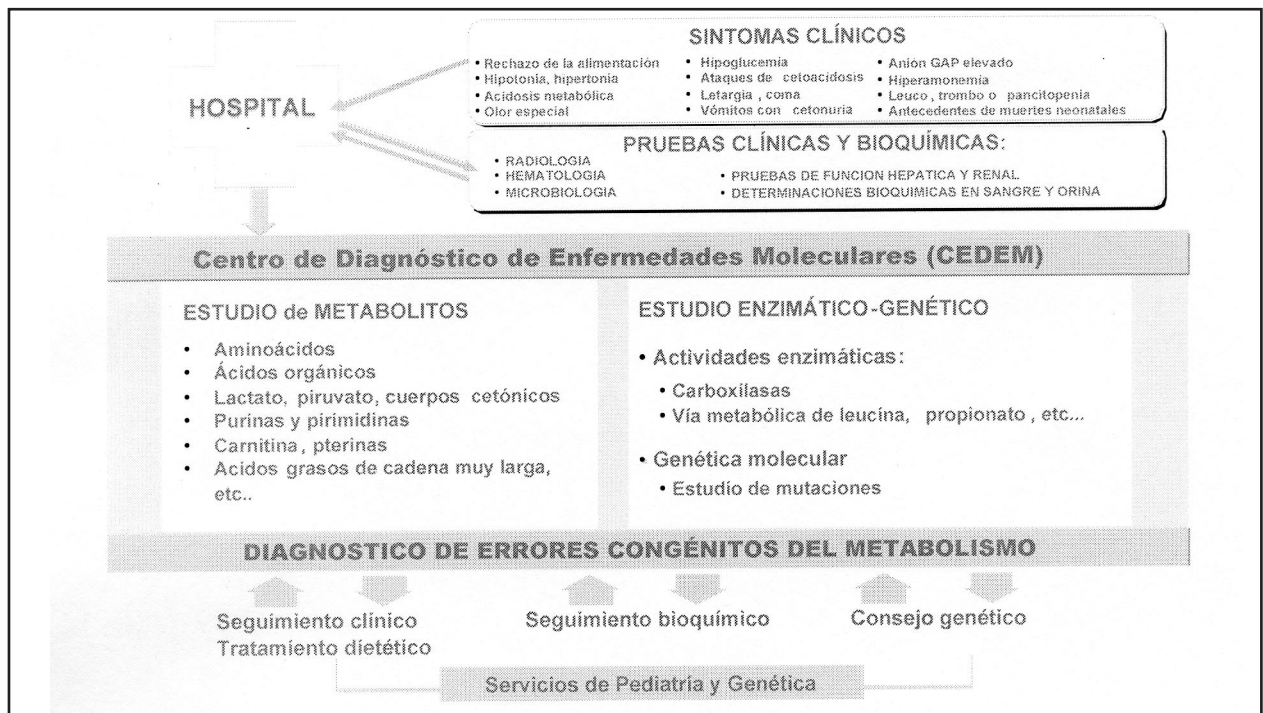 SINTOMAS CLÍNICOS
• Rechazo de la alimentación
• Hipotonia, hipertonia
• Acidosis metabólica
• Olor especial
• Hipoglucemia
• Ataques de cetoacidosis
• Letargia , coma
• Vómitos con cetonuria
• Anión GAP elevado
• Hiperamonemia
• Leuco , trombo o pancitopenia
• Antecedentes de muertes neonatales
HOSPITAL
PRUEBAS CLÍNICAS Y BIOQUÍMICAS:
• RADIOLOGIA
• HEMATOLOGIA
• MICROBIOLOGIA
• PRUEBAS DE FUNCION HEPATICA Y RENAL
• DETERMINACIONES BIOQUIMICAS EN SANGRE Y ORINA
Centro de Diagnóstico de Enfermedades Moleculares (CEDEM)
ESTUDIO de METABOLITOS
• Aminoácidos
• Ácidos orgánicos
• Lactato, piruvato, cuerpos cetónicos
• Purinas y pirimidinas
• Carnitina , pterinas
• Acidos grasos de cadena muy larga,
etc..
ESTUDIO ENZIMÁTICO-GENÉTICO
• Actividades enzimáticas:
• Carboxilasas
• Vía metabólica de leucina, propionato , etc...
• Genética molecular
• Estudio de mutaciones
DIAGNOSTICO DE ERRORES CONGÉNITOS DEL METABOLISMO
Seguimiento clínico
Tratamiento dietético
Seguimiento bioquímico
Consejo genético
Servicios de Pediatría y Genética